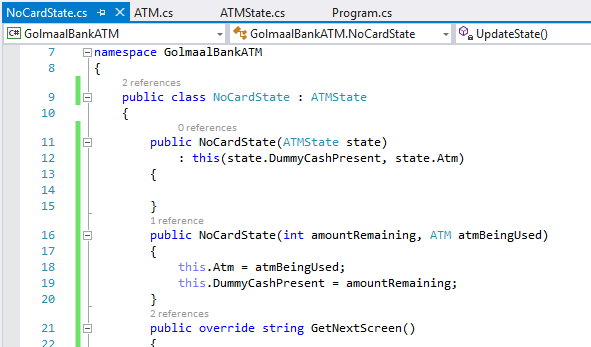 NoCardState.cs ATM.cs ATMState.cs Program.cs
C# GolmaalBankATM GolmaalBankATM.NoCardState UpdateState()
7 namespace GolmaalBankATM
8 {
2 references
9 public class NoCardState : ATMState
10 {
0 references
11 public NoCardState(ATMState state)
12 : this(state.DummyCashPresent, state.Atm)
13 {
14
15 }
1 reference
16 public NoCardState(int amountRemaining, ATM atmBeingUsed)
17 {
18 this.Atm = atmBeingUsed;
19 this.DummyCashPresent = amountRemaining;
20 }
2 references
21 public override string GetNextScreen()
22 {